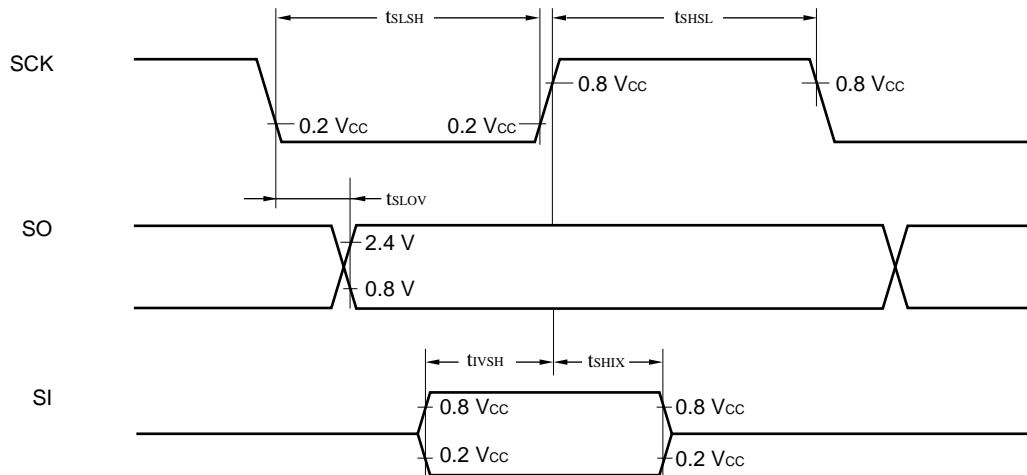 tSLSH tSHSL
SCK
0.8 VCC 0.8 VCC
0.2 VCC 0.2 VCC
tSLOV
SO
2.4 V
0.8 V
tIVSH tSHIX
SI
0.8 VCC 0.8 VCC
0.2 VCC 0.2 VCC